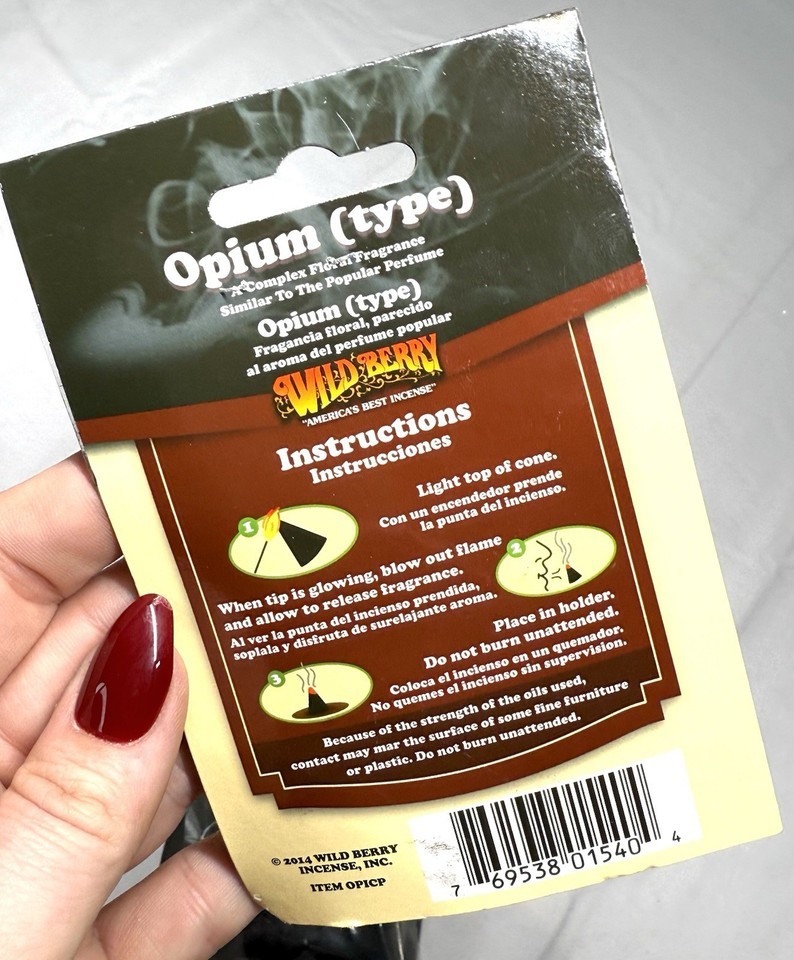 Opium (type)
A Complex Floral Fragrance
Similar To The Popular Perfume
Opium (type)
Fragancia floral, parecido
al aroma del perfume popular
WILD BERRY
"AMERICA'S BEST INCENSE"
Instructions
Instrucciones
Light top of cone.
Con un encendedor prende
la punta del incienso.
1
When tip is glowing, blow out flame
and allow to release fragrance.
Al ver la punta del incienso prendida,
soplala y disfruta de surelajante aroma.
2
Place in holder.
Do not burn unattended.
Coloca el incienso en un quemador.
No quemes el incienso sin supervision.
3
Because of the strength of the oils used,
contact may mar the surface of some fine furniture
or plastic. Do not burn unattended.
© 2014 WILD BERRY
INCENSE, INC.
ITEM OPICP
7 69538 01540 4